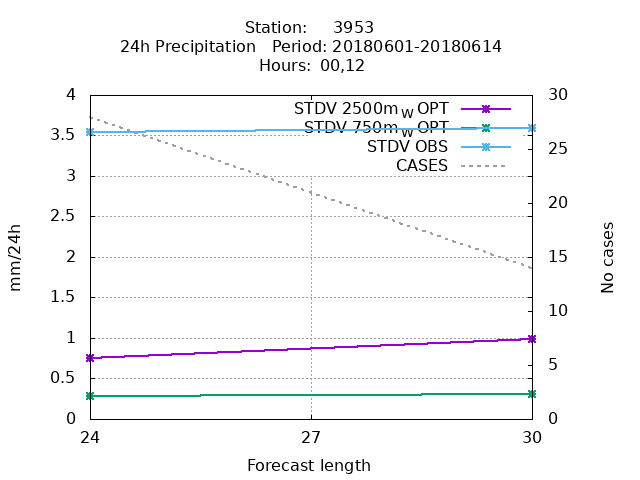 Station: 3953
24h Precipitation Period: 20180601-20180614
Hours: 00,12
4
3.5
3
2.5
2
1.5
1
0.5
0
30
25
20
15
10
5
0
STDV 2500m W OPT
STDV 750m W OPT
STDV OBS
CASES
mm/24h
No cases
24
27
30
Forecast length